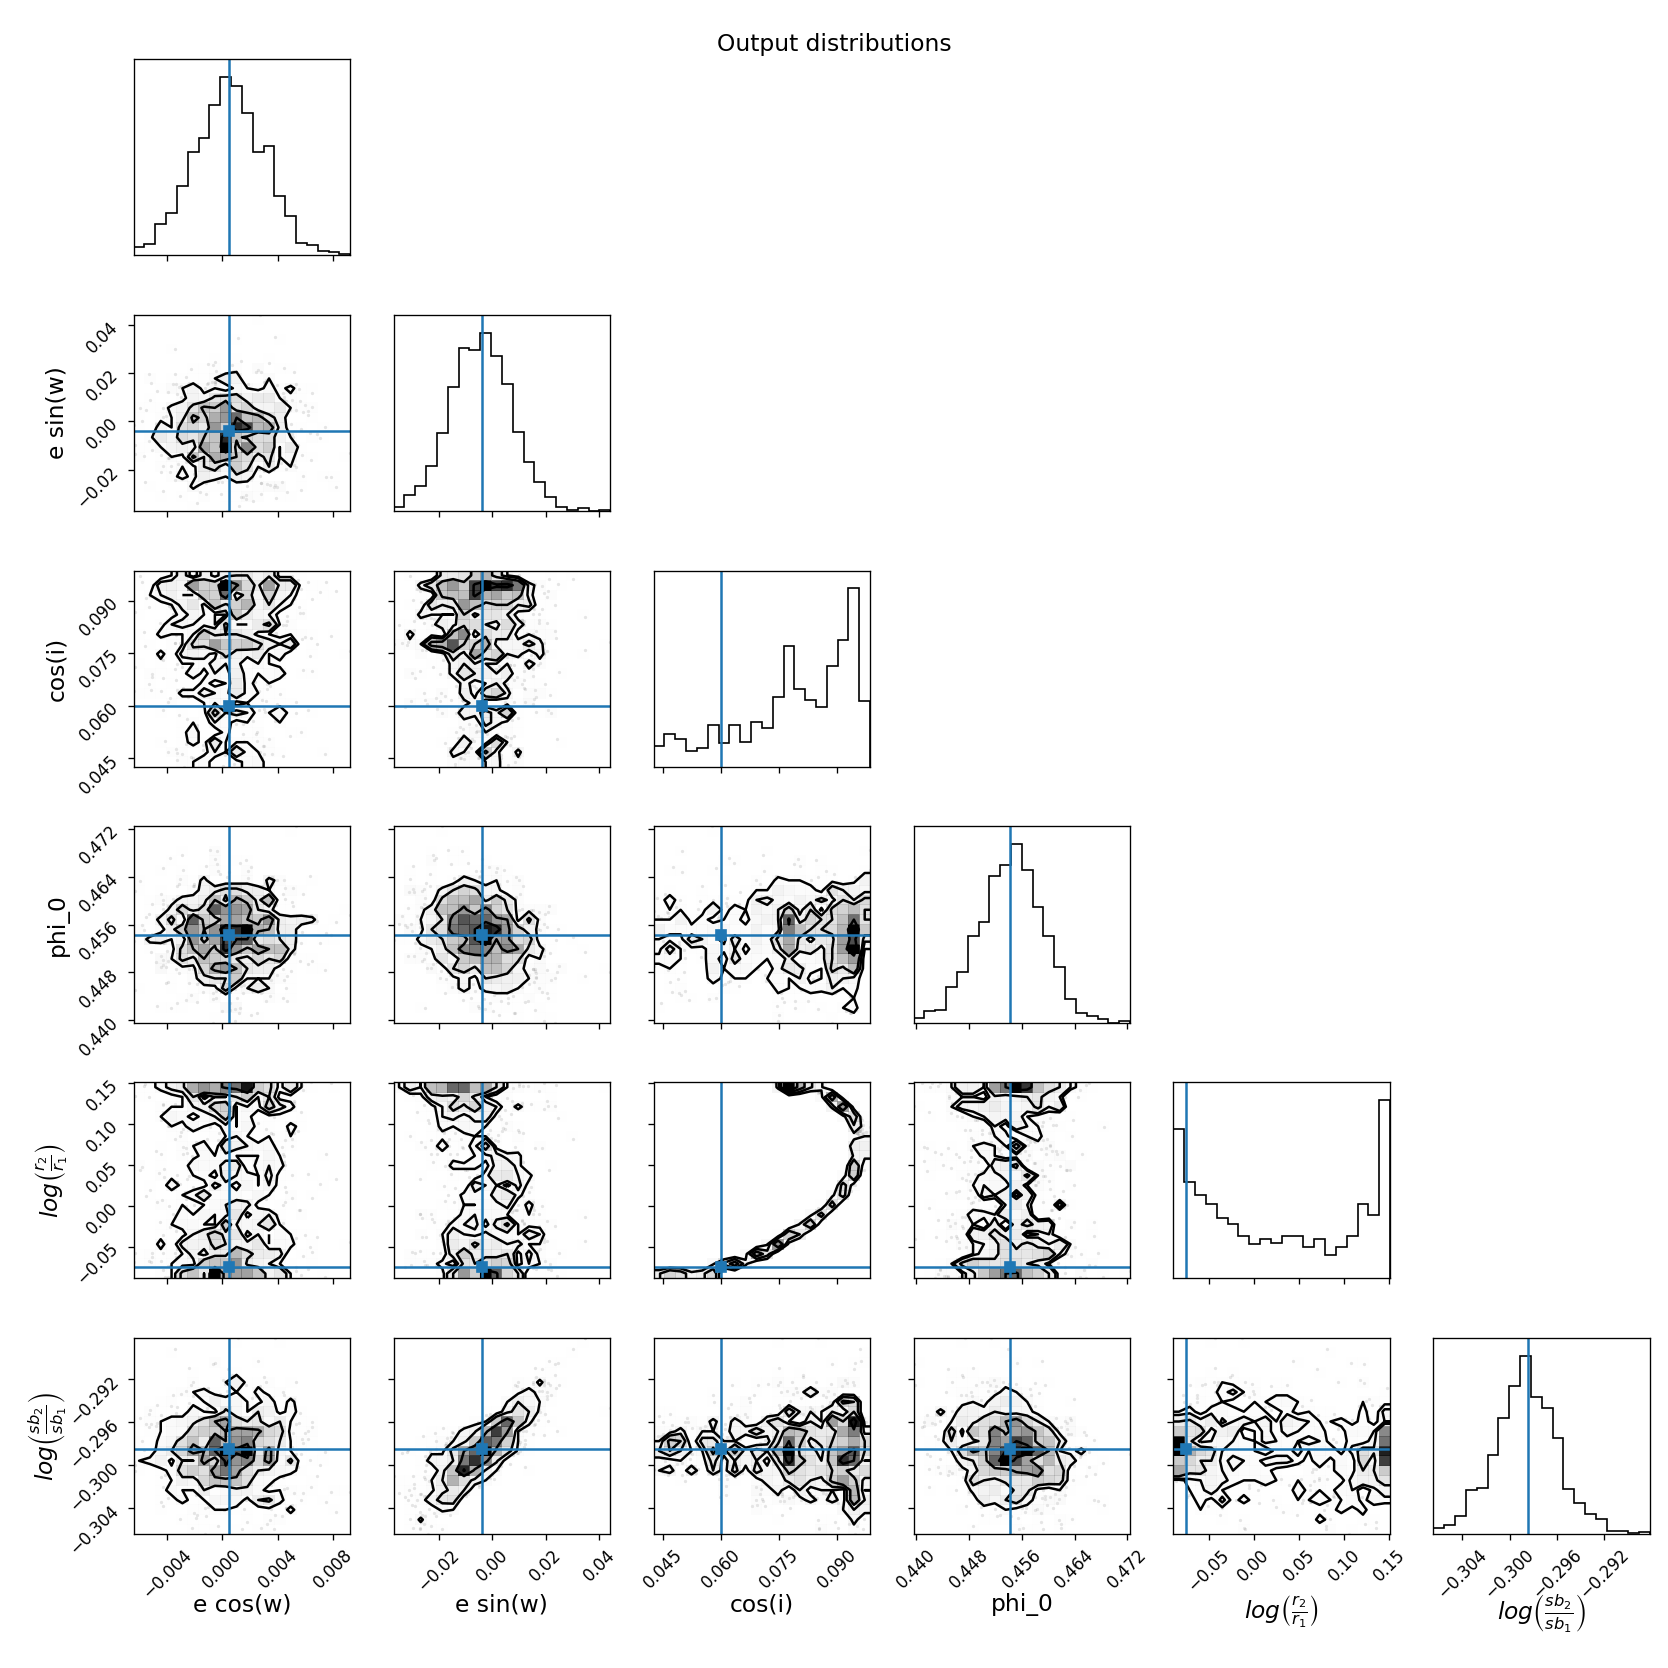 Output distributions
0.04
0.02
0.00
−0.02
e sin(w)
0.090
0.075
0.060
0.045
cos(i)
0.472
0.464
0.456
0.448
0.440
phi_0
0.15
0.10
0.05
0.00
−0.05
log(r2/r1)
−0.292
−0.296
−0.300
−0.304
log(sb2/sb1)
−0.004 0.000 0.004 0.008
−0.02 0.00 0.02 0.04
0.045 0.060 0.075 0.090
0.440 0.448 0.456 0.464 0.472
−0.05 0.00 0.05 0.10 0.15
−0.304 −0.300 −0.296 −0.292
e cos(w) e sin(w) cos(i) phi_0 log(r2/r1) log(sb2/sb1)